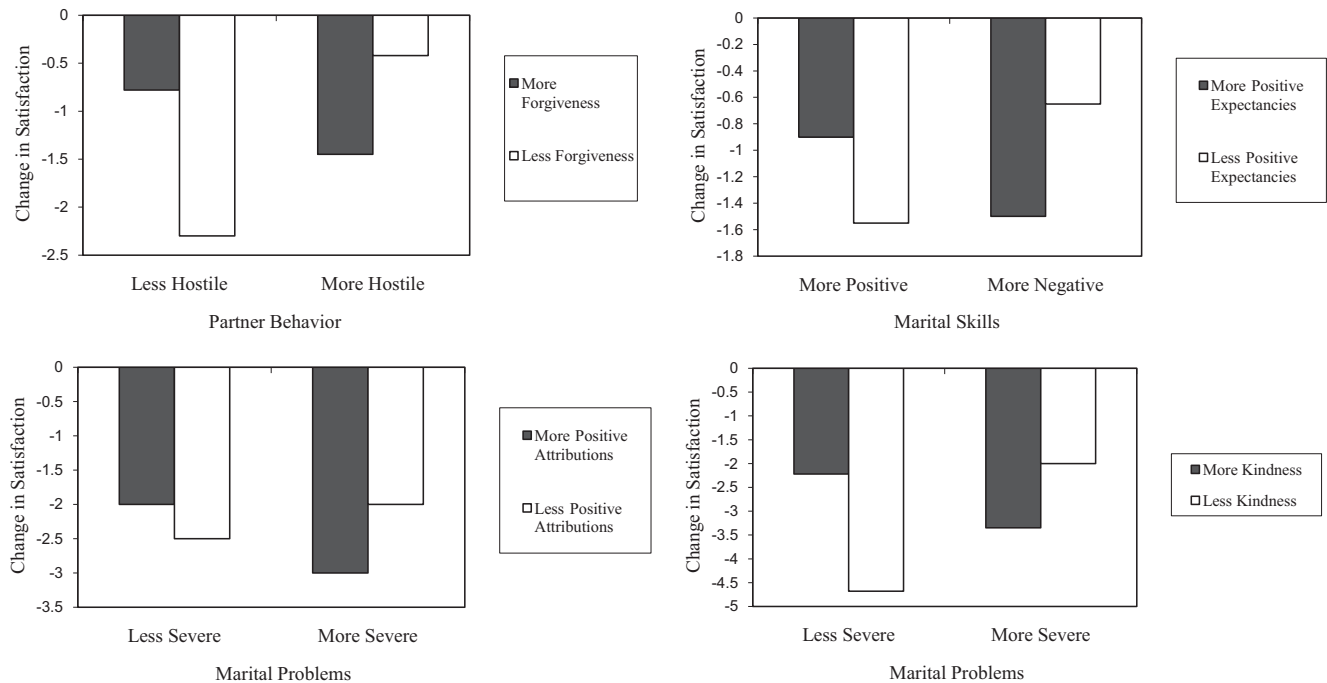 Change in Satisfaction
0
-0.5
-1
-1.5
-2
-2.5
Less Hostile
More Hostile
Partner Behavior
More
Forgiveness
Less Forgiveness
Change in Satisfaction
0
-0.2
-0.4
-0.6
-0.8
-1
-1.2
-1.4
-1.6
-1.8
More Positive
More Negative
Marital Skills
More Positive
Expectancies
Less Positive
Expectancies
Change in Satisfaction
0
-0.5
-1
-1.5
-2
-2.5
-3
-3.5
Less Severe
More Severe
Marital Problems
More Positive
Attributions
Less Positive
Attributions
Change in Satisfaction
0
-0.5
-1
-1.5
-2
-2.5
-3
-3.5
-4
-4.5
-5
Less Severe
More Severe
Marital Problems
More Kindness
Less Kindness